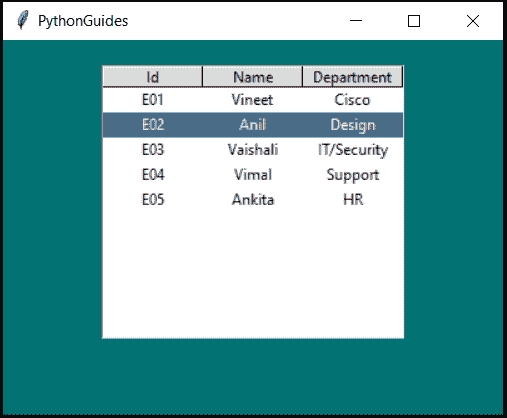 PythonGuides
Id Name Department
E01 Vineet Cisco
E02 Anil Design
E03 Vaishali IT/Security
E04 Vimal Support
E05 Ankita HR